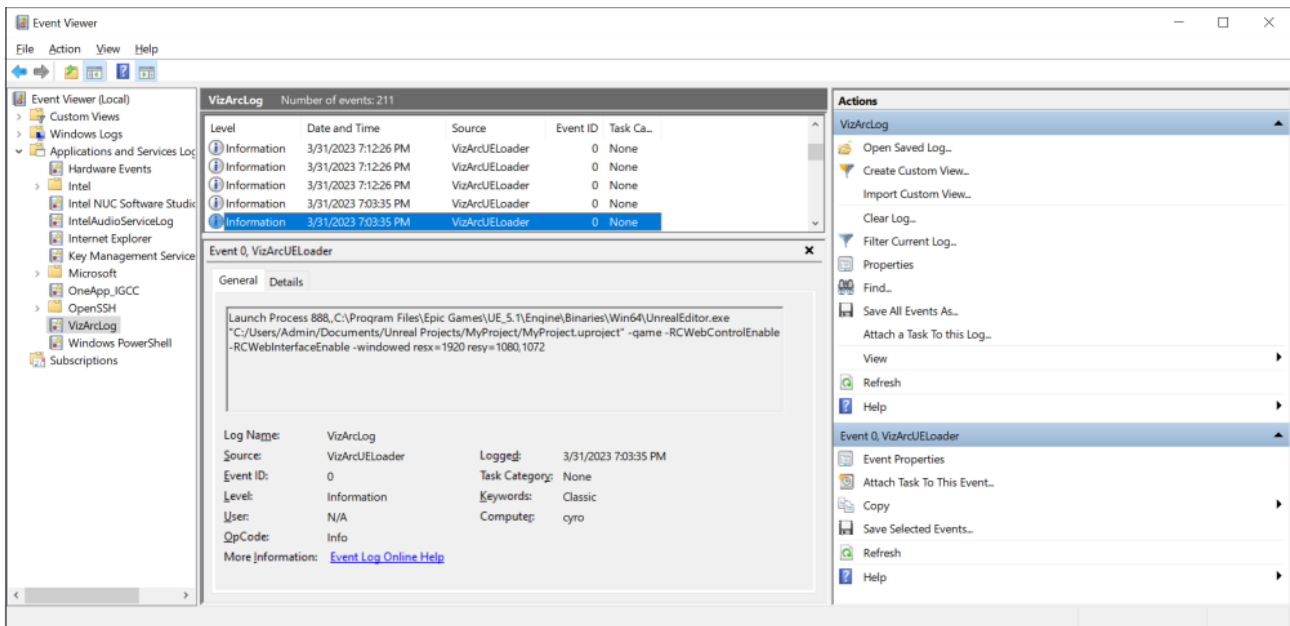 Event Viewer
File Action View Help
Event Viewer (Local)
Custom Views
Windows Logs
Applications and Services Loc
Hardware Events
Intel
Intel NUC Software Studic
IntelAudioServiceLog
Internet Explorer
Key Management Service
Microsoft
OneApp_IGCC
OpenSSH
VizArcLog
Windows PowerShell
Subscriptions
VizArcLog Number of events: 211
Level Date and Time Source Event ID Task Ca...
Information 3/31/2023 7:12:26 PM VizArcUELoader 0 None
Information 3/31/2023 7:12:26 PM VizArcUELoader 0 None
Information 3/31/2023 7:12:26 PM VizArcUELoader 0 None
Information 3/31/2023 7:03:35 PM VizArcUELoader 0 None
Information 3/31/2023 7:03:35 PM VizArcUELoader 0 None
Event 0, VizArcUELoader
General Details
Launch Process 888,,C:\Program Files\Epic Games\UE_5.1\Engine\Binaries\Win64\UnrealEditor.exe
"C:/Users/Admin/Documents/Unreal Projects/MyProject/MyProject.uproject" -game -RCWebControlEnable
-RCWebInterfaceEnable -windowed resx=1920 resy=1080,1072
Log Name: VizArcLog
Source: VizArcUELoader Logged: 3/31/2023 7:03:35 PM
Event ID: 0 Task Category: None
Level: Information Keywords: Classic
User: N/A Computer: cyro
OpCode: Info
More Information: Event Log Online Help
Actions
VizArcLog
Open Saved Log...
Create Custom View...
Import Custom View...
Clear Log...
Filter Current Log...
Properties
Find...
Save All Events As...
Attach a Task To this Log...
View
Refresh
Help
Event 0, VizArcUELoader
Event Properties
Attach Task To This Event...
Copy
Save Selected Events...
Refresh
Help